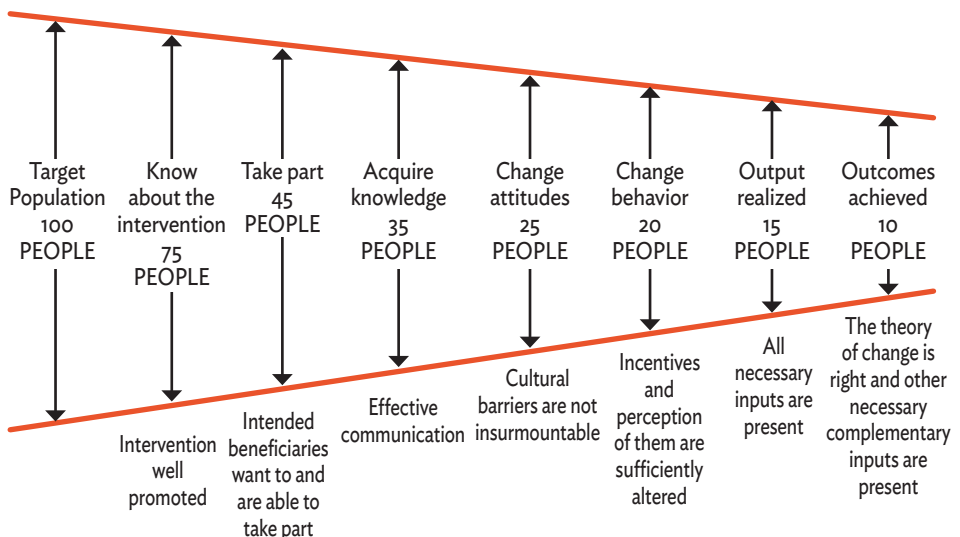 Target
Population
100
PEOPLE
Know
about the
intervention
75
PEOPLE
Take part
45
PEOPLE
Acquire
knowledge
35
PEOPLE
Change
attitudes
25
PEOPLE
Change
behavior
20
PEOPLE
Output
realized
15
PEOPLE
Outcomes
achieved
10
PEOPLE
Intervention
well
promoted
Intended
beneficiaries
want to and
are able to
take part
Effective
communication
Cultural
barriers are not
insurmountable
Incentives
and
perception
of them are
sufficiently
altered
All
necessary
inputs are
present
The theory
of change is
right and other
necessary
complementary
inputs are
present